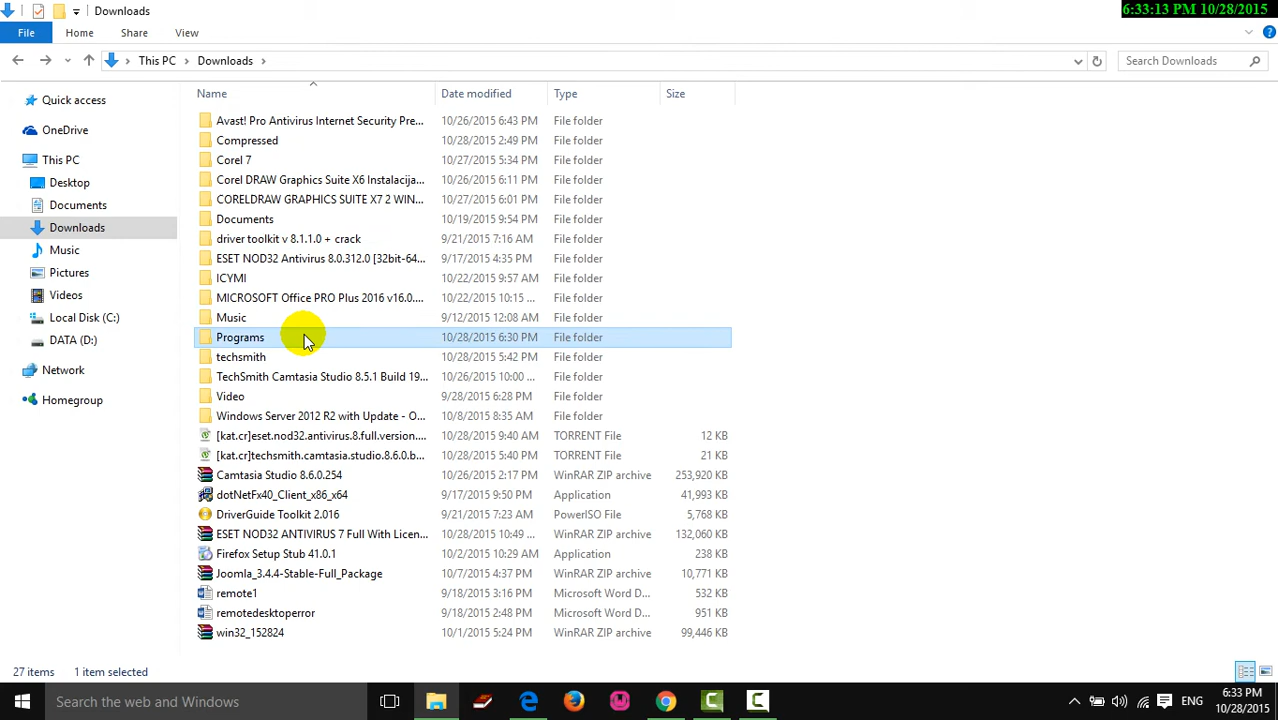 Downloads
6:33:13 PM 10/28/2015
File Home Share View
This PC Downloads
Search Downloads
Name Date modified Type Size
Quick access
OneDrive
This PC
Desktop
Documents
Downloads
Music
Pictures
Videos
Local Disk (C:)
DATA (D:)
Network
Homegroup
Avast! Pro Antivirus Internet Security Pre... 10/26/2015 6:43 PM File folder
Compressed 10/28/2015 2:49 PM File folder
Corel 7 10/27/2015 5:34 PM File folder
Corel DRAW Graphics Suite X6 Instalacija... 10/26/2015 6:11 PM File folder
CORELDRAW GRAPHICS SUITE X7 2 WIN... 10/27/2015 6:01 PM File folder
Documents 10/19/2015 9:54 PM File folder
driver toolkit v 8.1.1.0 + crack 9/21/2015 7:16 AM File folder
ESET NOD32 Antivirus 8.0.312.0 [32bit-64... 9/17/2015 4:35 PM File folder
ICYMI 10/22/2015 9:57 AM File folder
MICROSOFT Office PRO Plus 2016 v16.0.... 10/22/2015 10:15 ... File folder
Music 9/12/2015 12:08 AM File folder
Programs 10/28/2015 6:30 PM File folder
techsmith 10/28/2015 5:42 PM File folder
TechSmith Camtasia Studio 8.5.1 Build 19... 10/26/2015 10:00 ... File folder
Video 9/28/2015 6:28 PM File folder
Windows Server 2012 R2 with Update - O... 10/8/2015 8:35 AM File folder
[kat.cr]eset.nod32.antivirus.8.full.version.... 10/28/2015 9:40 AM TORRENT File 12 KB
[kat.cr]techsmith.camtasia.studio.8.6.0.b... 10/28/2015 5:40 PM TORRENT File 21 KB
Camtasia Studio 8.6.0.254 10/26/2015 2:17 PM WinRAR ZIP archive 253,920 KB
dotNetFx40_Client_x86_x64 9/17/2015 9:50 PM Application 41,993 KB
DriverGuide Toolkit 2.016 9/21/2015 7:23 AM PowerISO File 5,768 KB
ESET NOD32 ANTIVIRUS 7 Full With Licen... 10/28/2015 10:49 ... WinRAR ZIP archive 132,060 KB
Firefox Setup Stub 41.0.1 10/2/2015 10:29 AM Application 238 KB
Joomla_3.4.4-Stable-Full_Package 10/7/2015 4:37 PM WinRAR ZIP archive 10,771 KB
remote1 9/18/2015 3:16 PM Microsoft Word D... 532 KB
remotedesktoperror 9/18/2015 2:48 PM Microsoft Word D... 951 KB
win32_152824 10/1/2015 5:24 PM WinRAR ZIP archive 99,446 KB
27 items 1 item selected
Search the web and Windows
ENG
6:33 PM
10/28/2015